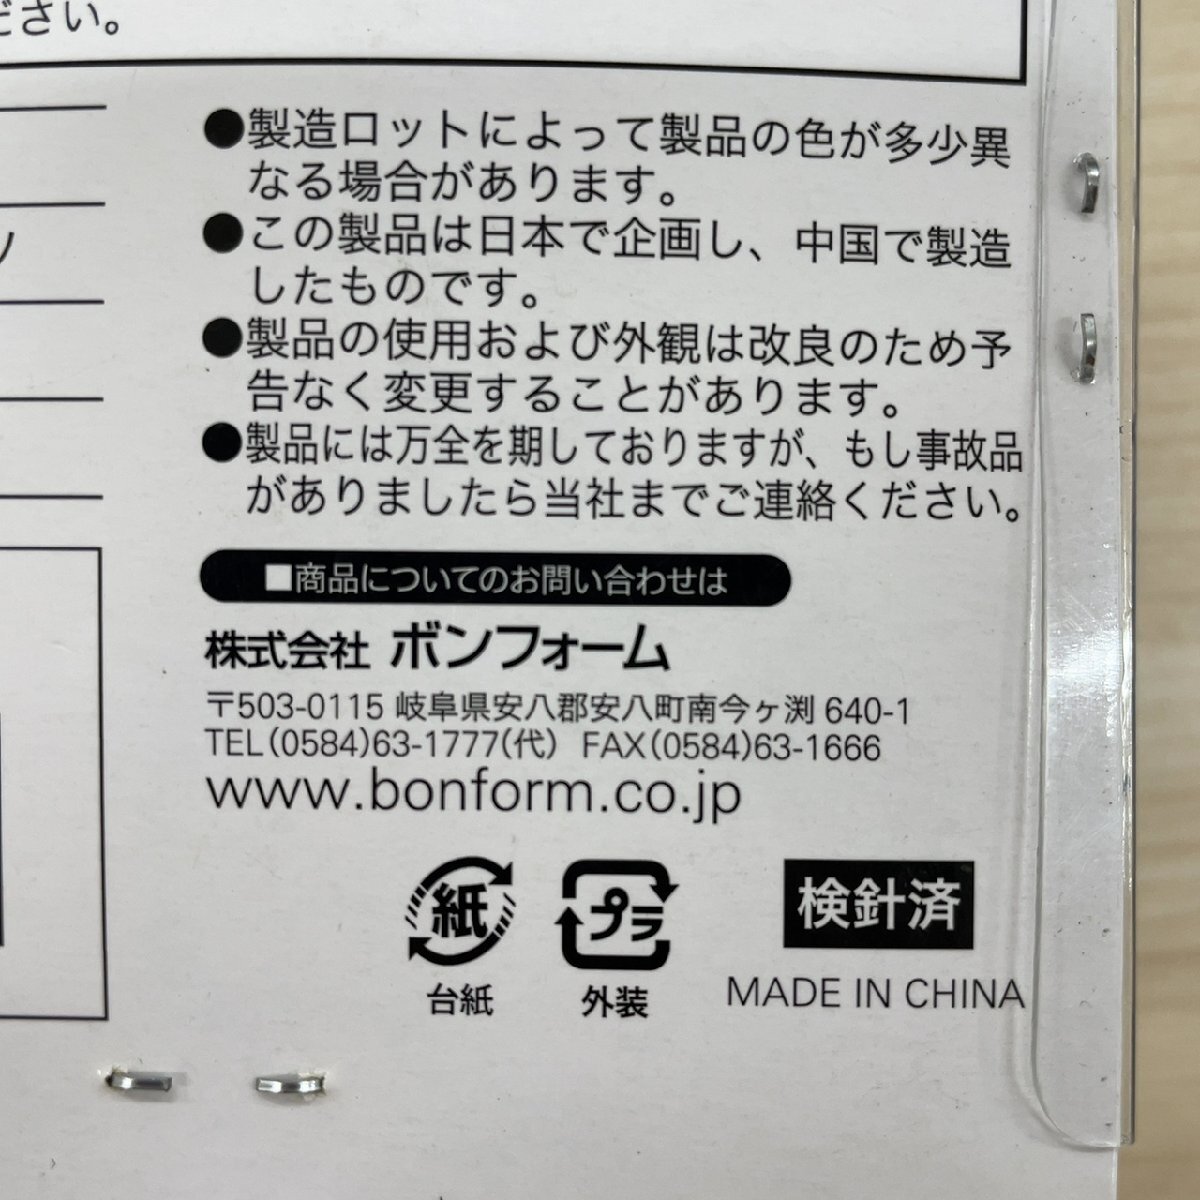 ださい。
●製造ロットによって製品の色が多少異
なる場合があります。
●この製品は日本で企画し、中国で製造
したものです。
●製品の使用および外観は改良のため予
告なく変更することがあります。
●製品には万全を期しておりますが、もし事故品
がありましたら当社までご連絡ください。
■商品についてのお問い合わせは
株式会社 ボンフォーム
〒503-0115 岐阜県安八郡安八町南今ヶ渕 640-1
TEL(0584)63-1777(代) FAX(0584)63-1666
www.bonform.co.jp
紙 プラ 検針済
台紙 外装 MADE IN CHINA